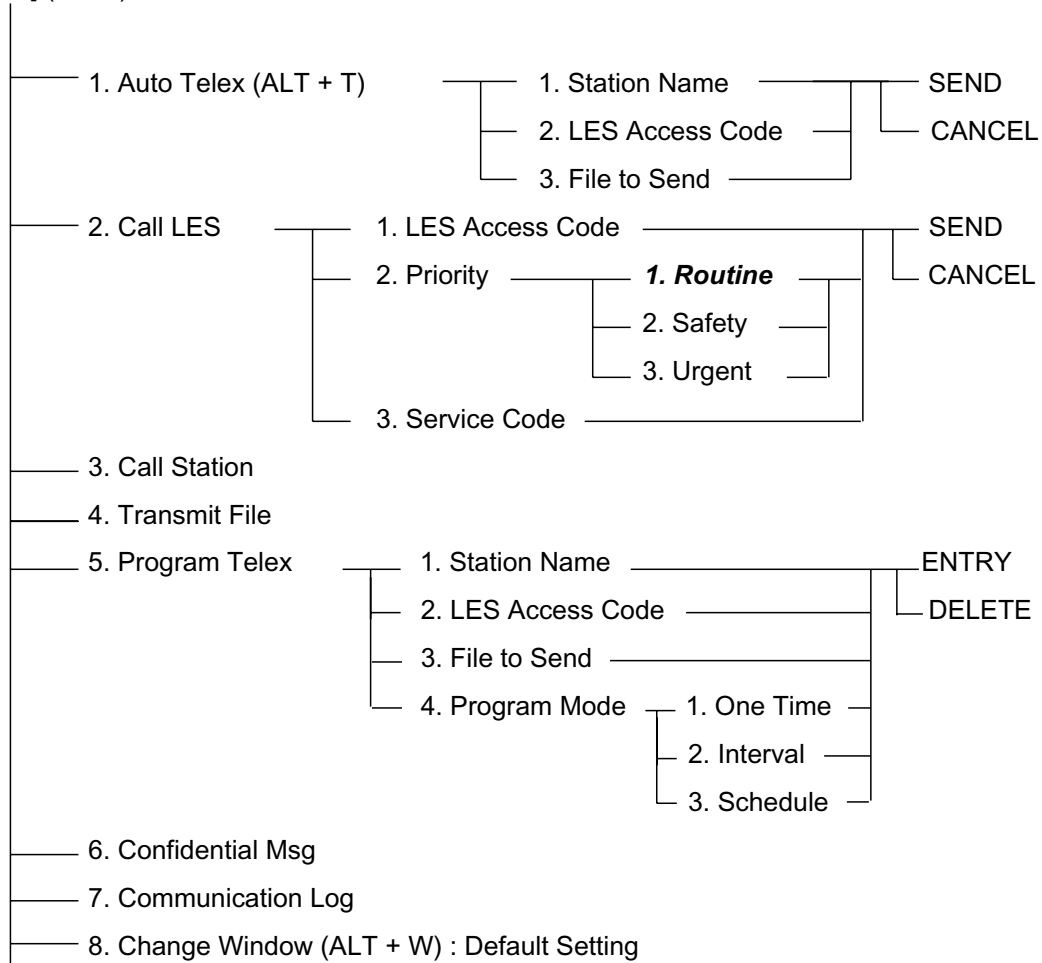 1. Auto Telex (ALT + T) 1. Station Name SEND
2. LES Access Code CANCEL
3. File to Send
2. Call LES 1. LES Access Code SEND
2. Priority 1. Routine CANCEL
2. Safety
3. Urgent
3. Service Code
3. Call Station
4. Transmit File
5. Program Telex 1. Station Name ENTRY
2. LES Access Code DELETE
3. File to Send
4. Program Mode 1. One Time
2. Interval
3. Schedule
6. Confidential Msg
7. Communication Log
8. Change Window (ALT + W) : Default Setting